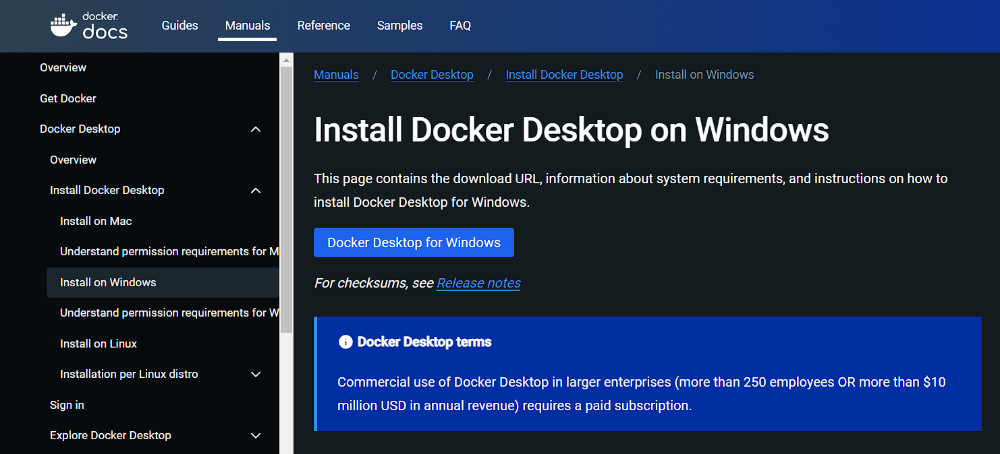 docker
docs
Guides
Manuals
Reference
Samples
FAQ
Overview
Get Docker
Docker Desktop
Overview
Install Docker Desktop
Install on Mac
Understand permission requirements for M
Install on Windows
Understand permission requirements for W
Install on Linux
Installation per Linux distro
Sign in
Explore Docker Desktop
Manuals / Docker Desktop / Install Docker Desktop / Install on Windows
Install Docker Desktop on Windows
This page contains the download URL, information about system requirements, and instructions on how to
install Docker Desktop for Windows.
Docker Desktop for Windows
For checksums, see Release notes
Docker Desktop terms
Commercial use of Docker Desktop in larger enterprises (more than 250 employees OR more than $10
million USD in annual revenue) requires a paid subscription.